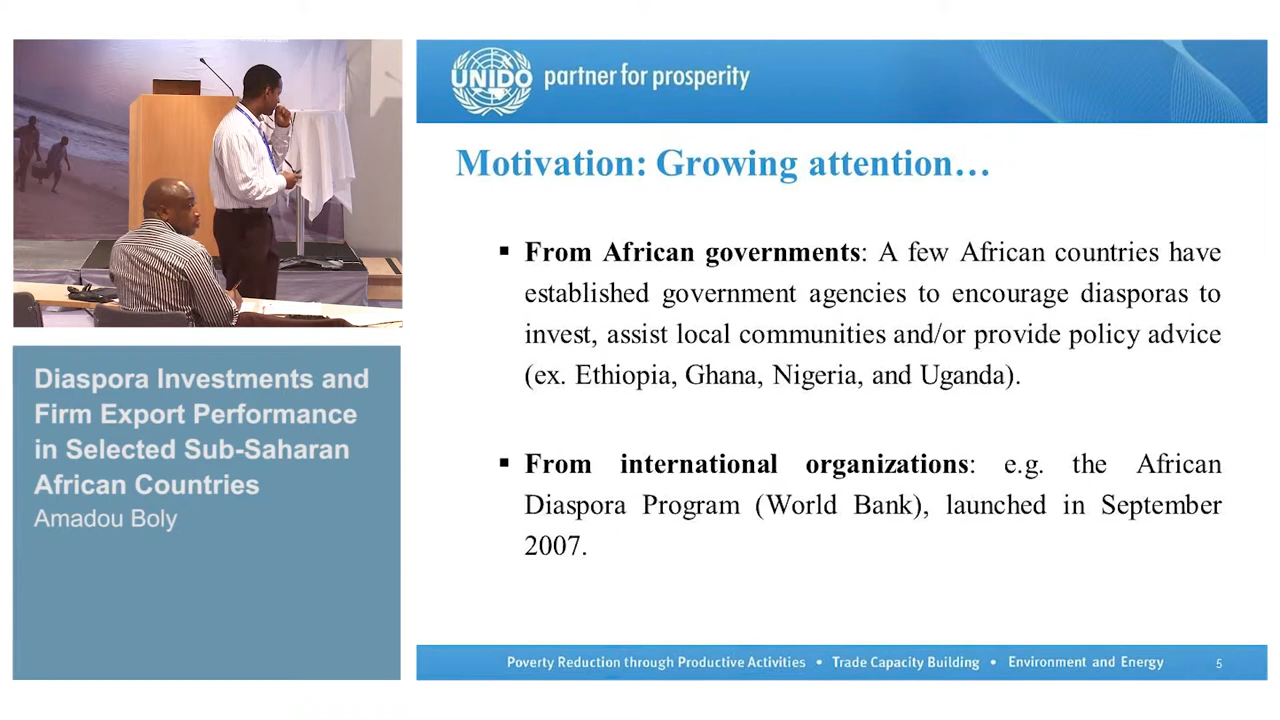 Diaspora Investments and
Firm Export Performance
in Selected Sub-Saharan
African Countries
Amadou Boly
UNIDO partner for prosperity
Motivation: Growing attention…
▪ From African governments: A few African countries have
established government agencies to encourage diasporas to
invest, assist local communities and/or provide policy advice
(ex. Ethiopia, Ghana, Nigeria, and Uganda).
▪ From international organizations: e.g. the African
Diaspora Program (World Bank), launched in September
2007.
Poverty Reduction through Productive Activities • Trade Capacity Building • Environment and Energy 5